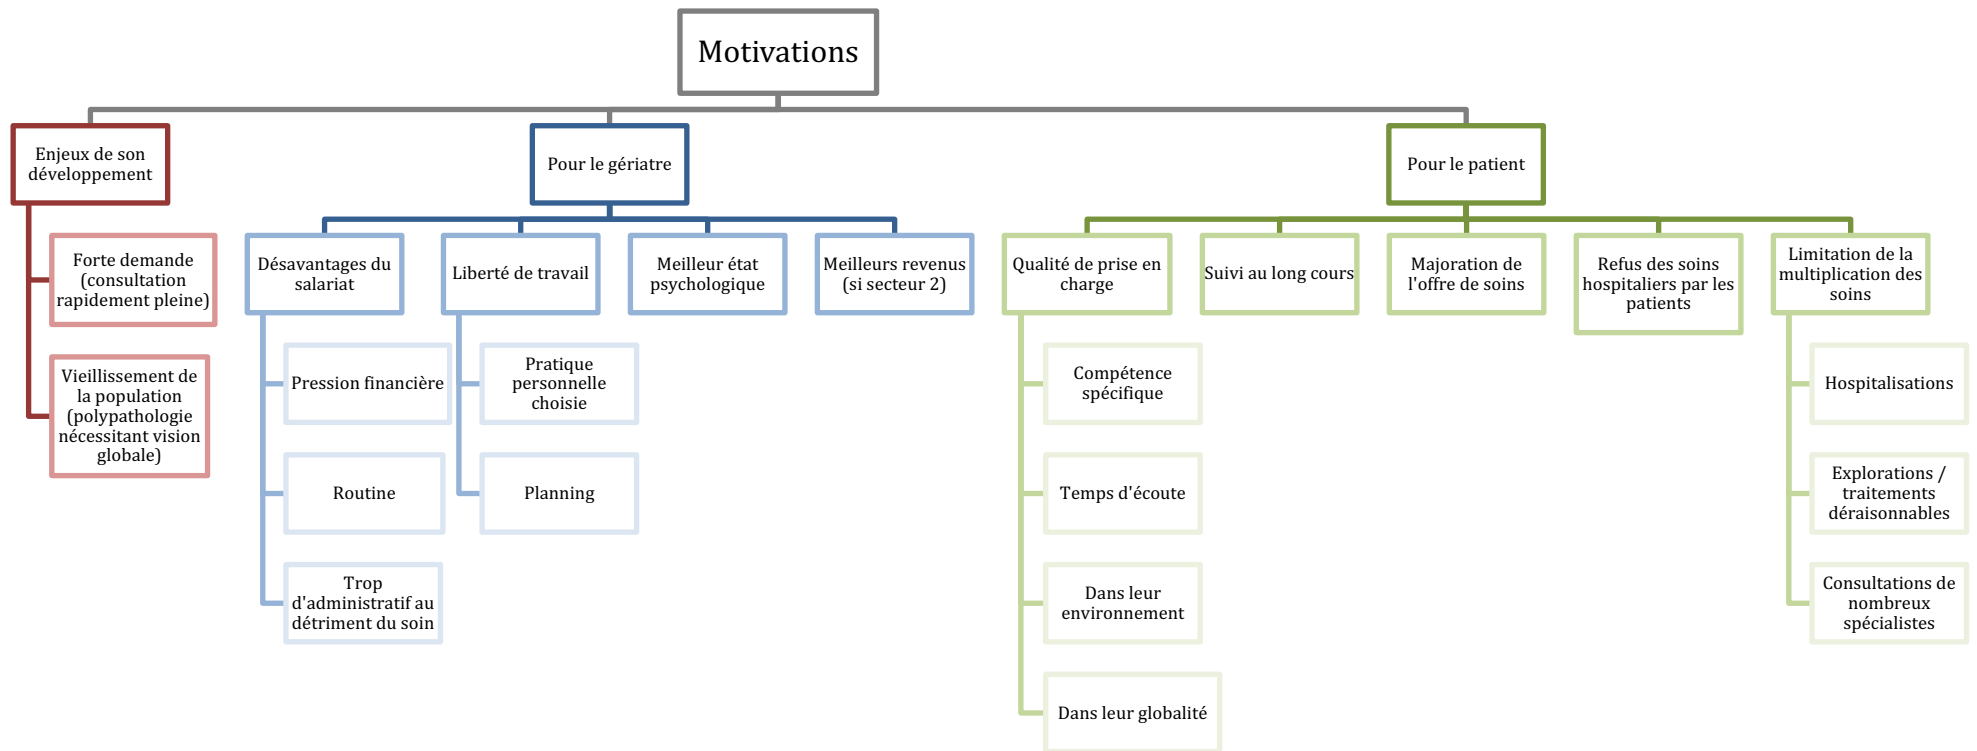 Motivations
Enjeux de son
développement
Pour le gériatre
Pour le patient
Forte demande
(consultation
rapidement pleine)
Vieillissement de
la population
(polypathologie
nécessitant vision
globale)
Désavantages du
salariat
Liberté de travail
Meilleur état
psychologique
Meilleurs revenus
(si secteur 2)
Pression financière
Routine
Trop
d'administratif au
détriment du soin
Pratique
personnelle
choisie
Planning
Qualité de prise en
charge
Suivi au long cours
Majoration de
l'offre de soins
Refus des soins
hospitaliers par les
patients
Limitation de la
multiplication des
soins
Compétence
spécifique
Temps d'écoute
Dans leur
environnement
Dans leur globalité
Hospitalisations
Explorations /
traitements
déraisonnables
Consultations de
nombreux
spécialistes